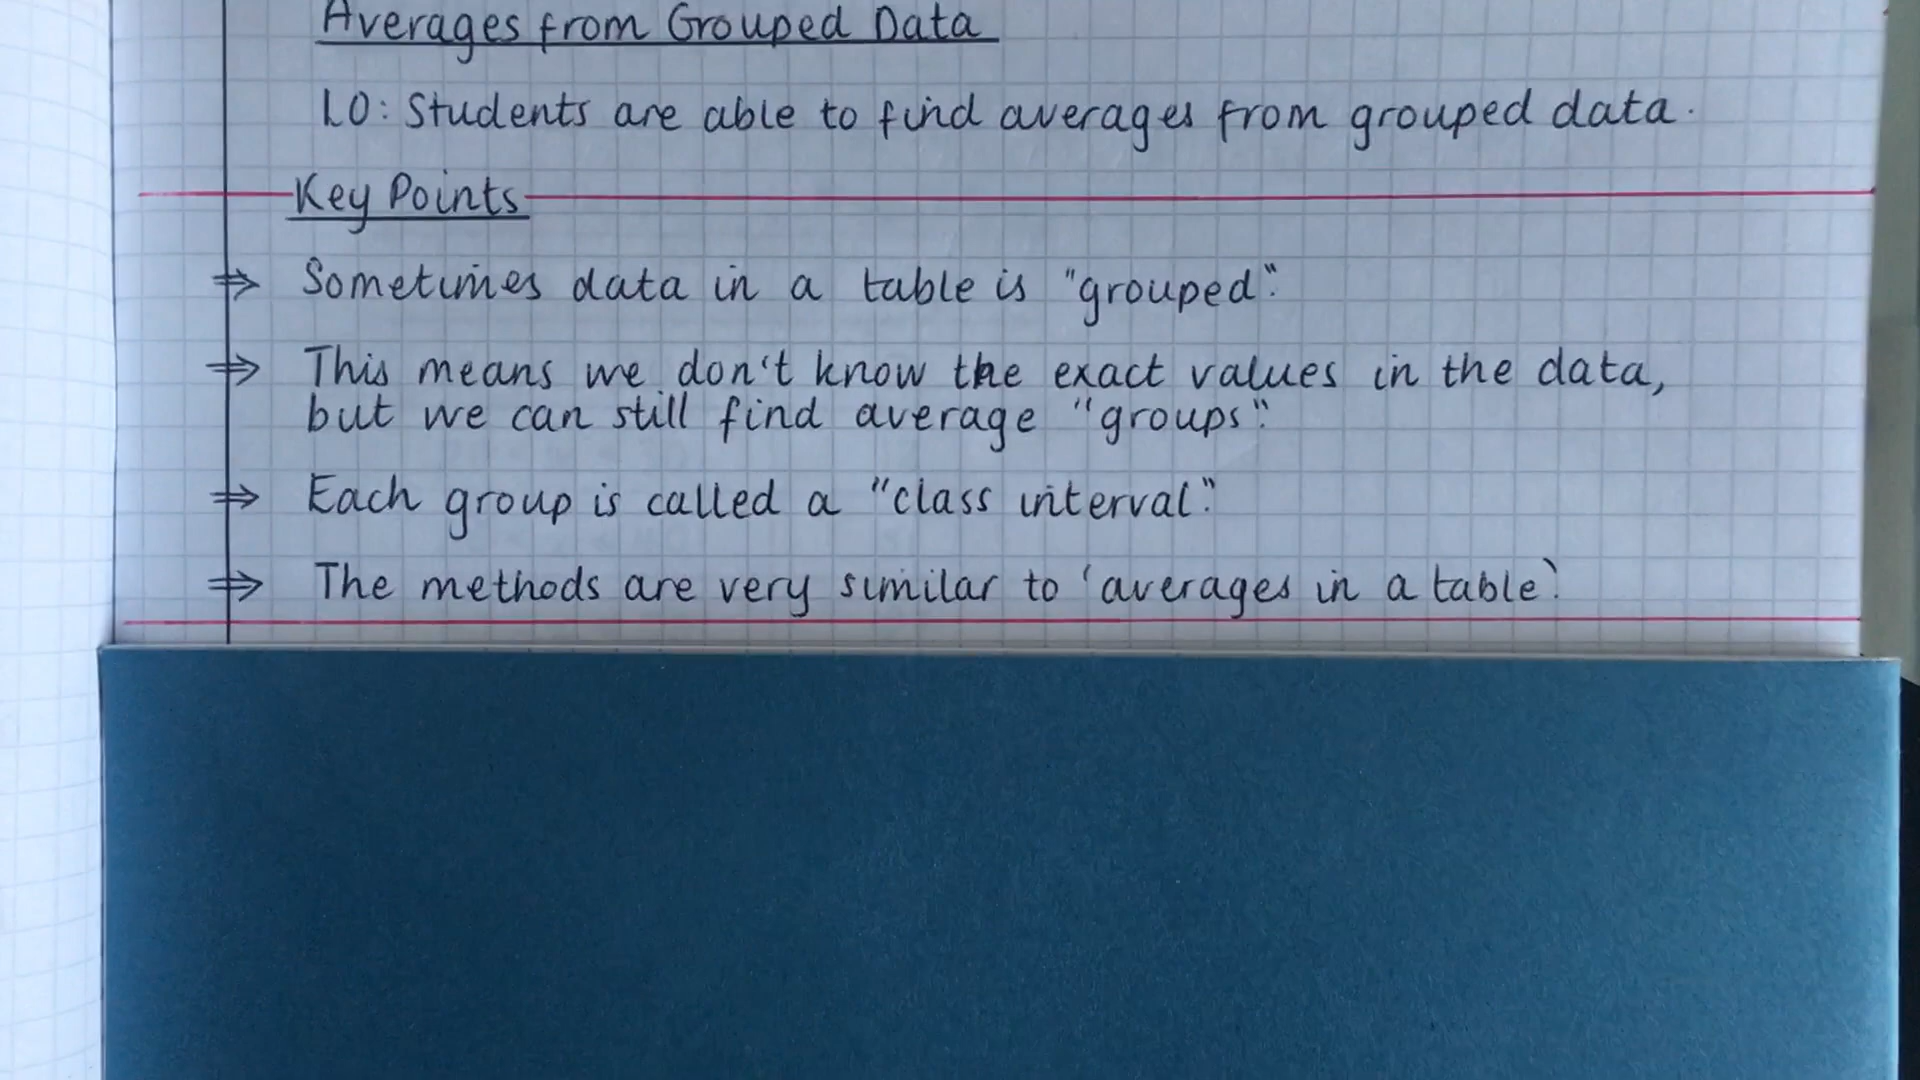 Averages from Grouped Data
LO: Students are able to find averages from grouped data.
Key Points
⇒ Sometimes data in a table is "grouped".
⇒ This means we don't know the exact values in the data,
but we can still find average "groups".
⇒ Each group is called a "class interval".
⇒ The methods are very similar to 'averages in a table'.